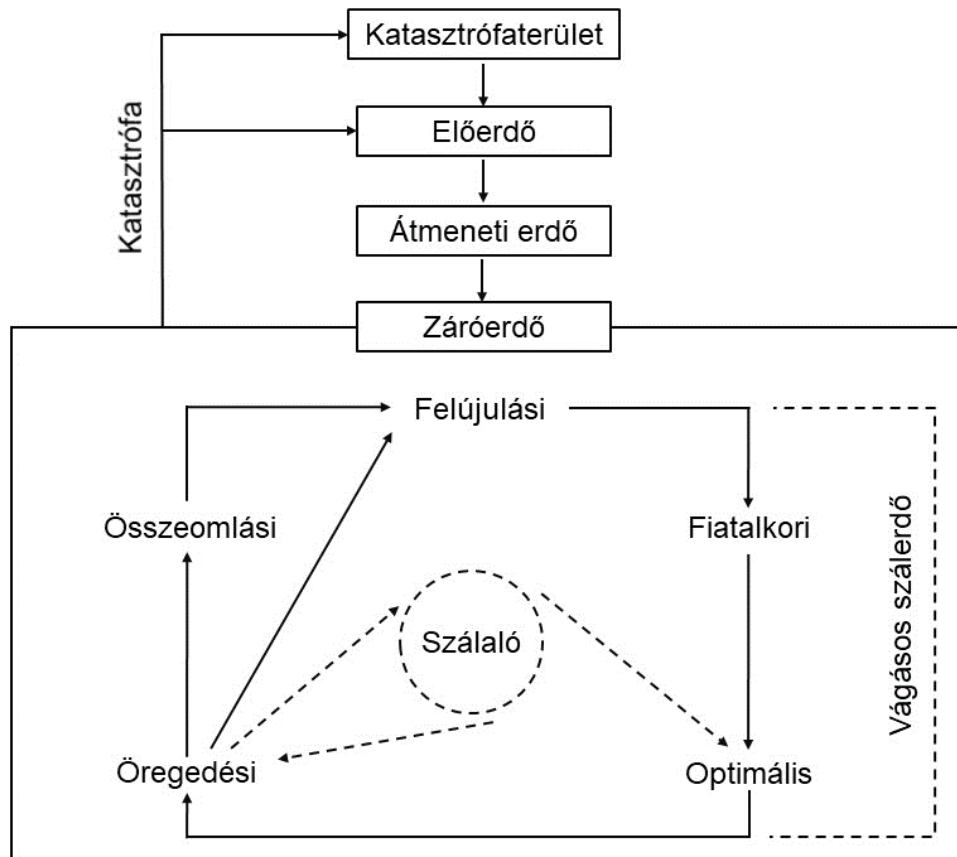 Katasztrófaterület
Katasztrófa
Előerdő
Átmeneti erdő
Záróerdő
Felújulási
Összeomlási
Fiatalkori
Vágásos szálerdő
Szálaló
Öregedési
Optimális